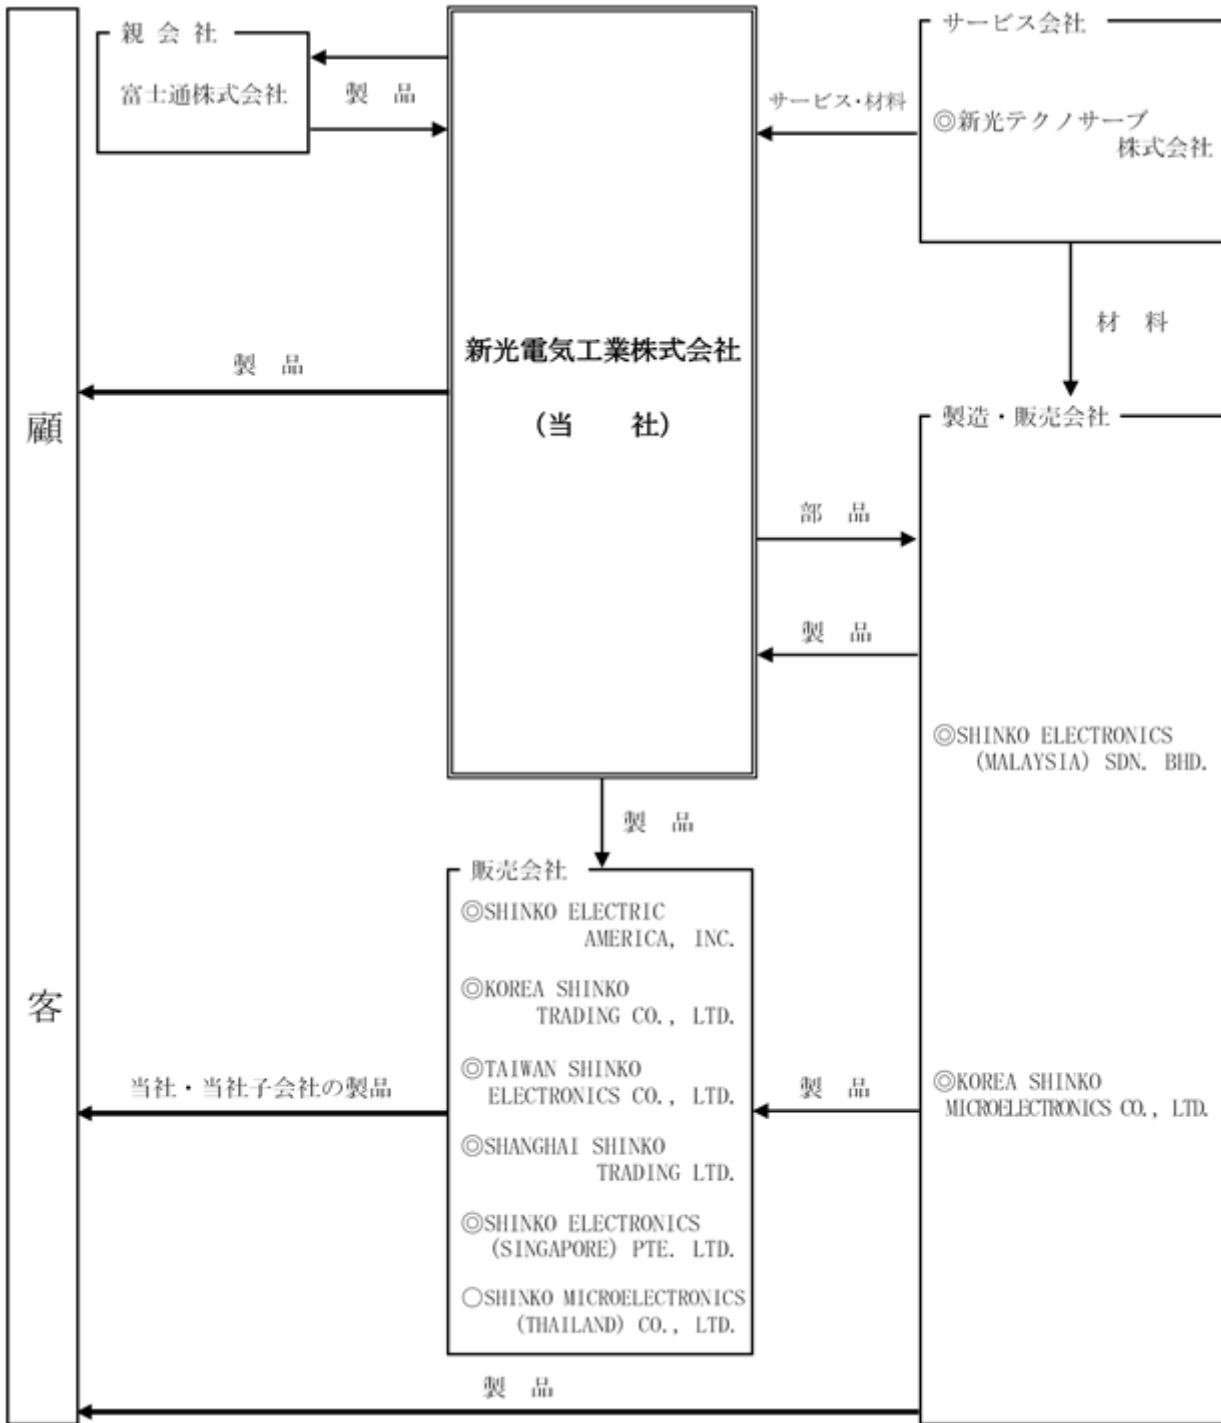 親 会 社
富士通株式会社
製 品
サービス会社
サービス・材料
◎新光テクノサーブ
株式会社
材 料
新光電気工業株式会社
(当 社)
製 品
顧
客
製造・販売会社
部 品
製 品
◎SHINKO ELECTRONICS
(MALAYSIA) SDN. BHD.
◎KOREA SHINKO
MICROELECTRONICS CO., LTD.
製 品
販売会社
◎SHINKO ELECTRIC
AMERICA, INC.
◎KOREA SHINKO
TRADING CO., LTD.
◎TAIWAN SHINKO
ELECTRONICS CO., LTD.
◎SHANGHAI SHINKO
TRADING LTD.
◎SHINKO ELECTRONICS
(SINGAPORE) PTE. LTD.
○SHINKO MICROELECTRONICS
(THAILAND) CO., LTD.
製 品
当社・当社子会社の製品
製 品